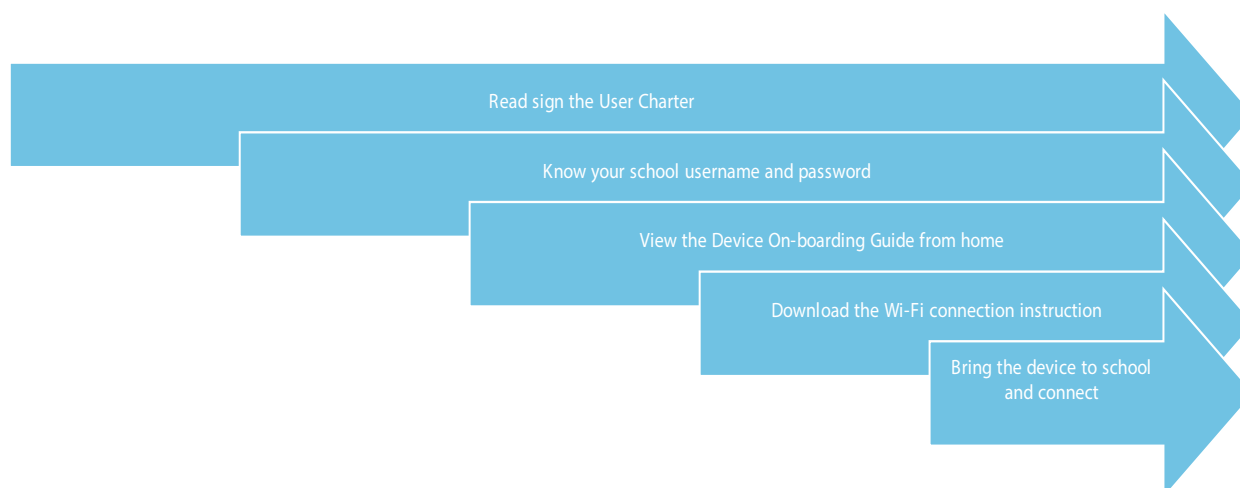 Read sign the User Charter
Know your school username and password
View the Device On-boarding Guide from home
Download the Wi-Fi connection instruction
Bring the device to school
and connect